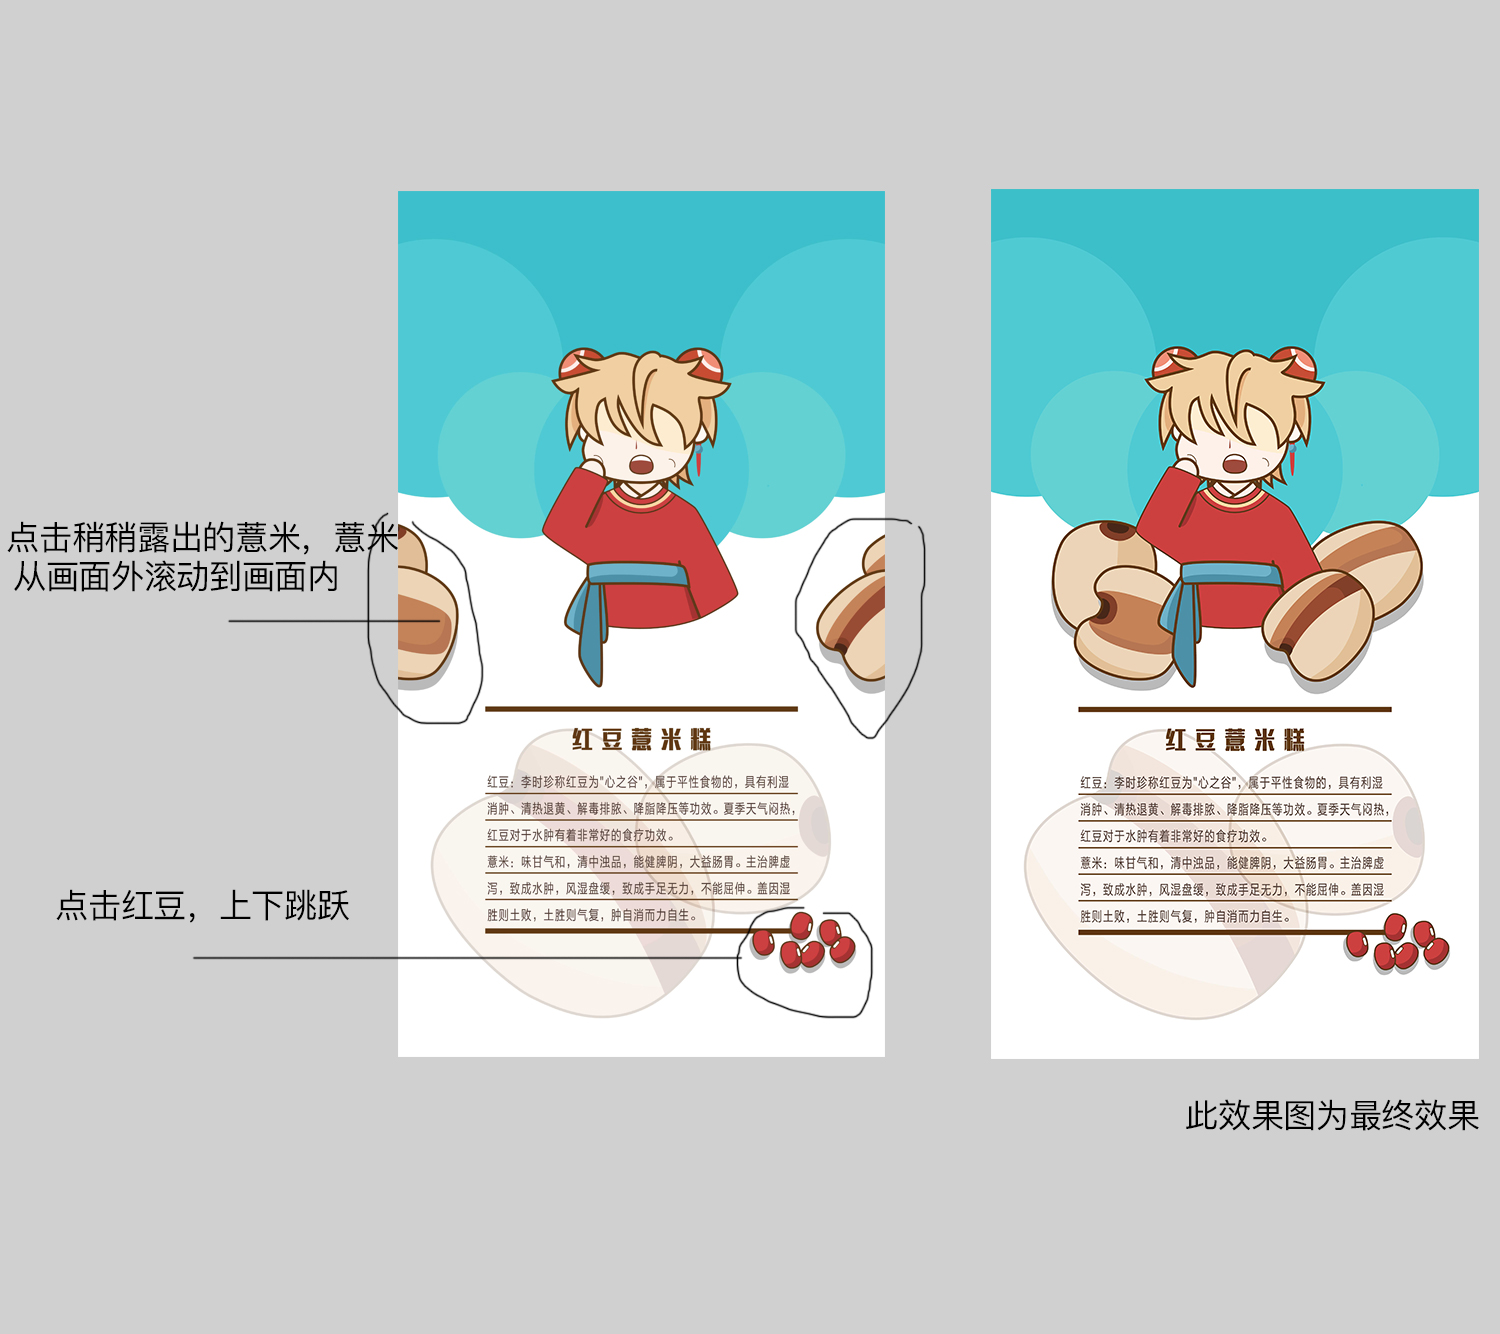 点击稍稍露出的薏米，薏米
从画面外滚动到画面内
点击红豆，上下跳跃
红豆薏米糕
红豆：李时珍称红豆为"心之谷"，属于平性食物的，具有利湿
消肿、清热退黄、解毒排脓、降脂降压等功效。夏季天气闷热，
红豆对于水肿有着非常好的食疗功效。
薏米：味甘气和，清中浊品，能健脾阴，大益肠胃。主治脾虚
泻，致成水肿，风湿盘缓，致成手足无力，不能屈伸。盖因湿
胜则土败，土胜则气复，肿自消而力自生。
红豆薏米糕
红豆：李时珍称红豆为"心之谷"，属于平性食物的，具有利湿
消肿、清热退黄、解毒排脓、降脂降压等功效。夏季天气闷热，
红豆对于水肿有着非常好的食疗功效。
薏米：味甘气和，清中浊品，能健脾阴，大益肠胃。主治脾虚
泻，致成水肿，风湿盘缓，致成手足无力，不能屈伸。盖因湿
胜则土败，土胜则气复，肿自消而力自生。
此效果图为最终效果